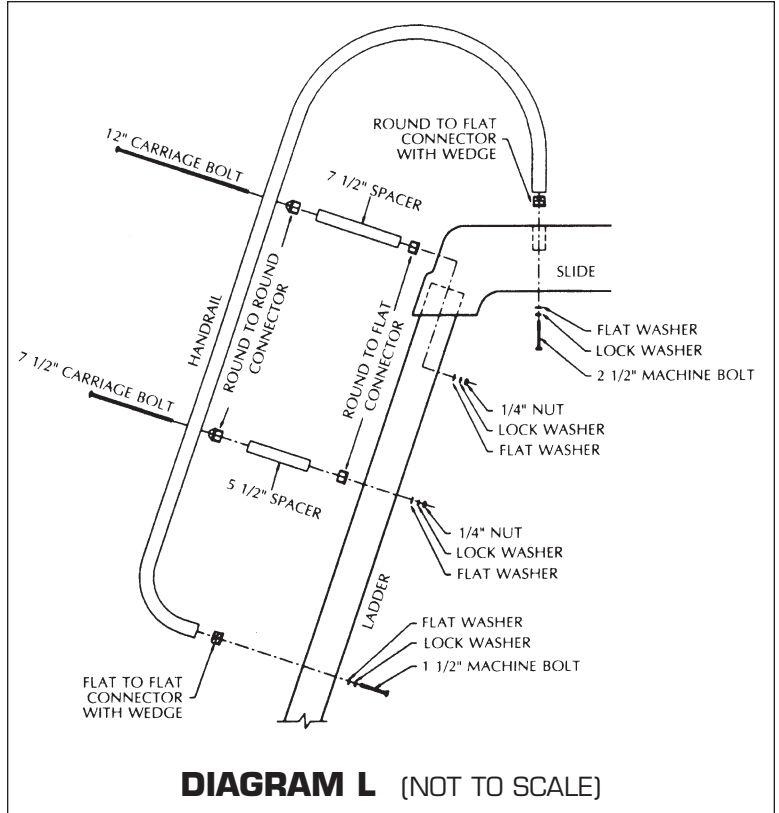 ROUND TO FLAT
CONNECTOR
WITH WEDGE
12" CARRIAGE BOLT
7 1/2" SPACER
SLIDE
HANDRAIL
ROUND TO ROUND
CONNECTOR
ROUND TO FLAT
CONNECTOR
FLAT WASHER
LOCK WASHER
2 1/2" MACHINE BOLT
7 1/2" CARRIAGE BOLT
1/4" NUT
LOCK WASHER
FLAT WASHER
5 1/2" SPACER
1/4" NUT
LOCK WASHER
FLAT WASHER
LADDER
FLAT WASHER
LOCK WASHER
1 1/2" MACHINE BOLT
FLAT TO FLAT
CONNECTOR
WITH WEDGE
DIAGRAM L (NOT TO SCALE)